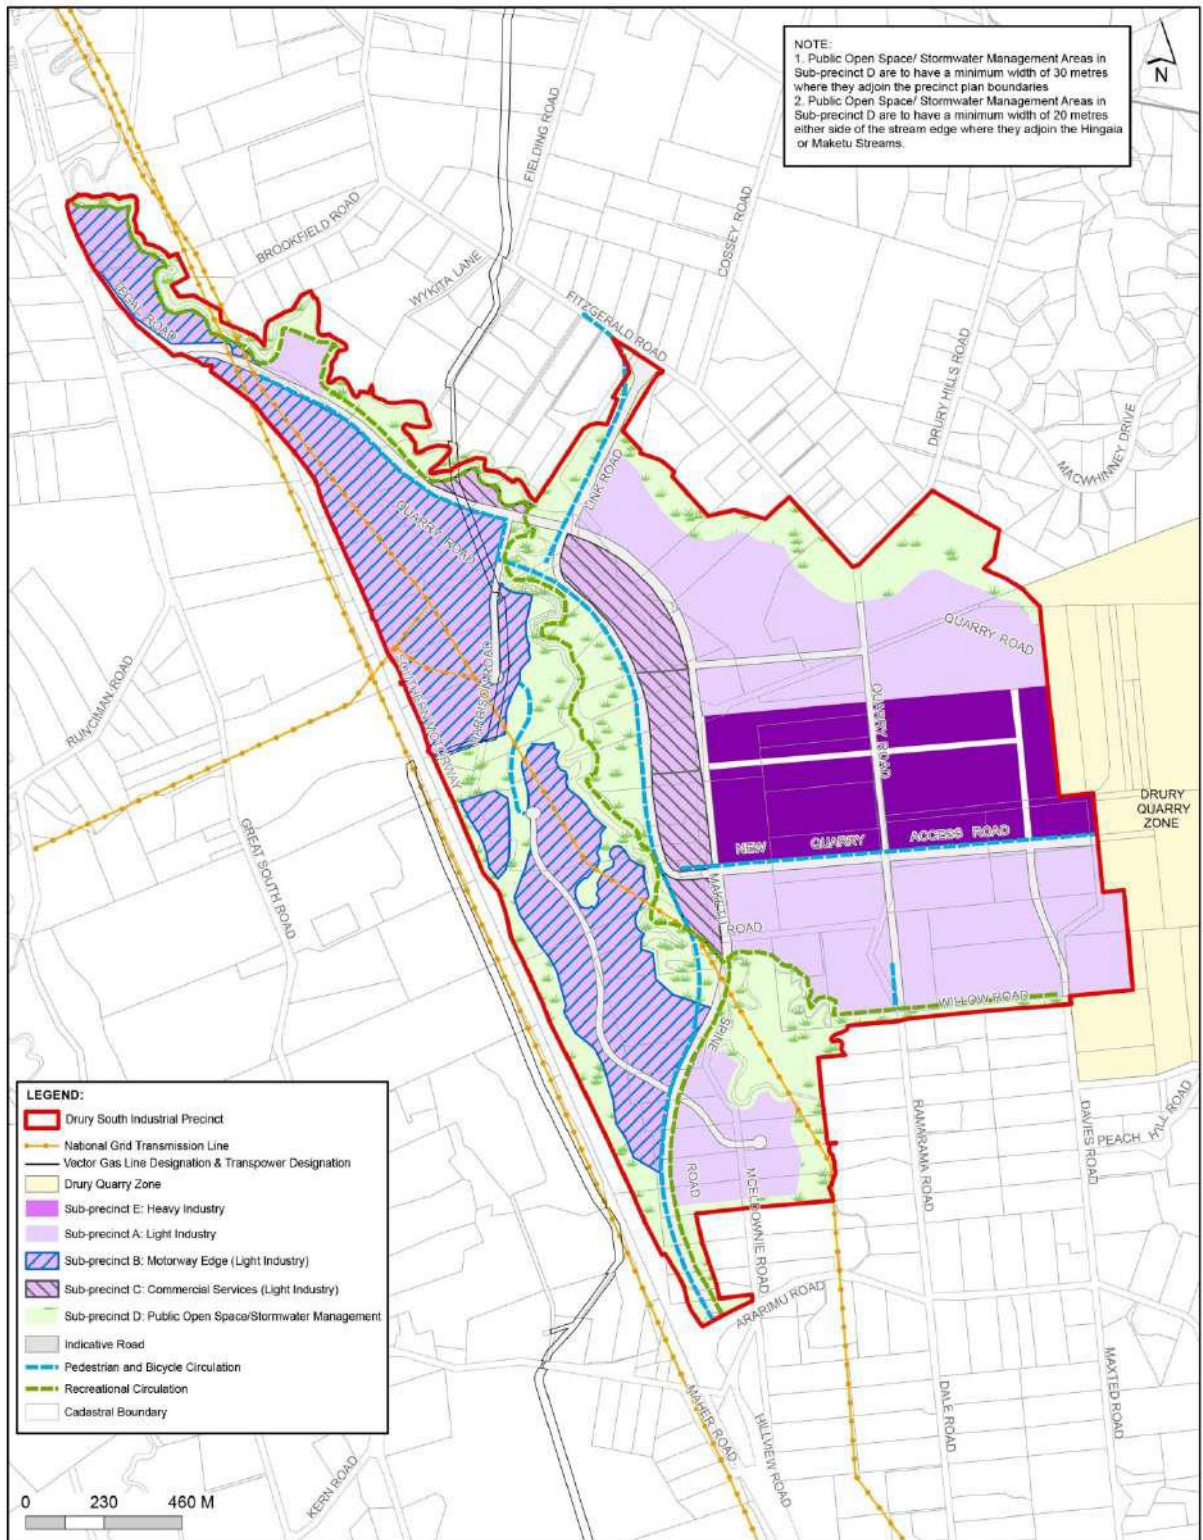 NOTE:
1. Public Open Space/ Stormwater Management Areas in
Sub-precinct D are to have a minimum width of 30 metres
where they adjoin the precinct plan boundaries
2. Public Open Space/ Stormwater Management Areas in
Sub-precinct D are to have a minimum width of 20 metres
either side of the stream edge where they adjoin the Hingaia
or Maketu Streams.
N
FIELDING ROAD
BROOKFIELD ROAD
COSSEY ROAD
WYKITA LANE
FITZGERALD ROAD
TEGAL ROAD
DRURY HILLS ROAD
MACWHINNEY DRIVE
LINK ROAD
QUARRY ROAD
QUARRY ROAD
RUNCIMAN ROAD
HARRISON ROAD
SOUTHERN MOTORWAY
QUARRY ROAD
DRURY
QUARRY
ZONE
GREAT SOUTH ROAD
NEW QUARRY ACCESS ROAD
MAKETU
ROAD
WILLOW ROAD
SPINE
ROAD
MCELDOWNIE ROAD
RAMARAMA ROAD
DAVIES ROAD
PEACH HILL ROAD
ARARIMU ROAD
MAHER ROAD
HILLVIEW ROAD
DALE ROAD
MAXTED ROAD
KERN ROAD
LEGEND:
Drury South Industrial Precinct
National Grid Transmission Line
Vector Gas Line Designation & Transpower Designation
Drury Quarry Zone
Sub-precinct E: Heavy Industry
Sub-precinct A: Light Industry
Sub-precinct B: Motorway Edge (Light Industry)
Sub-precinct C: Commercial Services (Light Industry)
Sub-precinct D: Public Open Space/Stormwater Management
Indicative Road
Pedestrian and Bicycle Circulation
Recreational Circulation
Cadastral Boundary
0 230 460 M